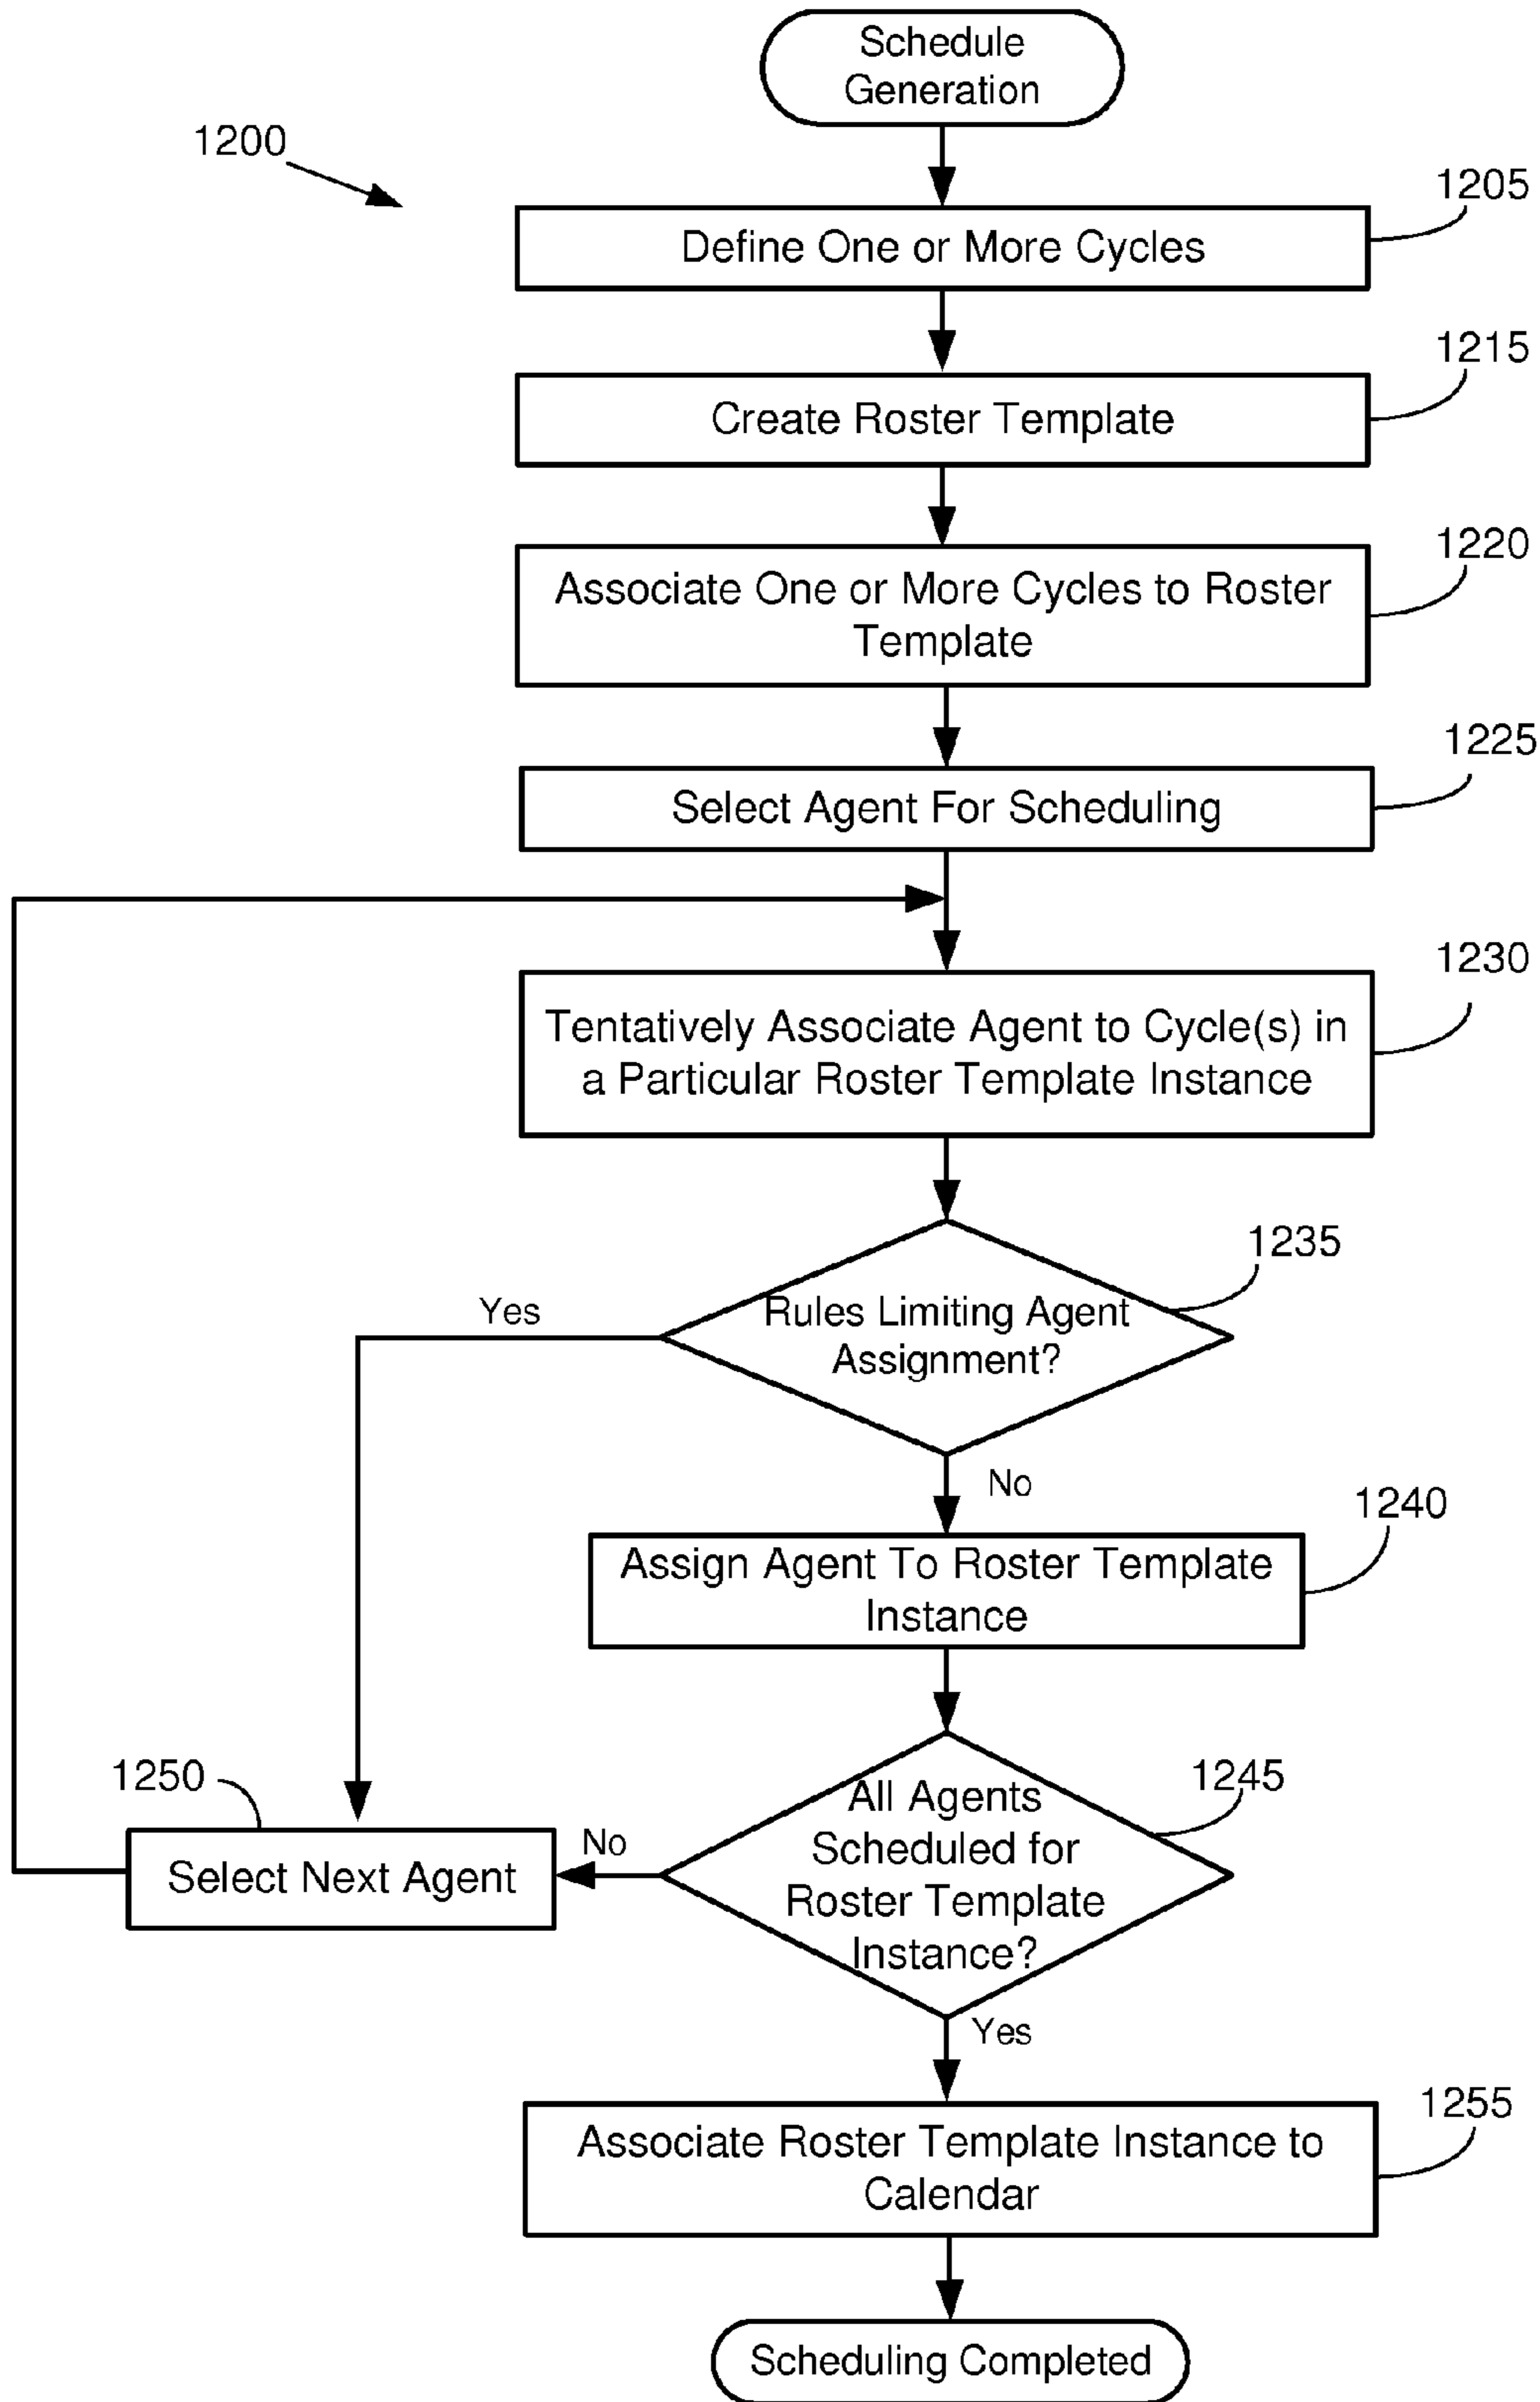 Schedule
Generation
1200
1205
Define One or More Cycles
1215
Create Roster Template
1220
Associate One or More Cycles to Roster
Template
1225
Select Agent For Scheduling
1230
Tentatively Associate Agent to Cycle(s) in
a Particular Roster Template Instance
1235
Yes
Rules Limiting Agent
Assignment?
No
1240
Assign Agent To Roster Template
Instance
1250
1245
All Agents
Scheduled for
Roster Template
Instance?
No
Select Next Agent
Yes
1255
Associate Roster Template Instance to
Calendar
Scheduling Completed